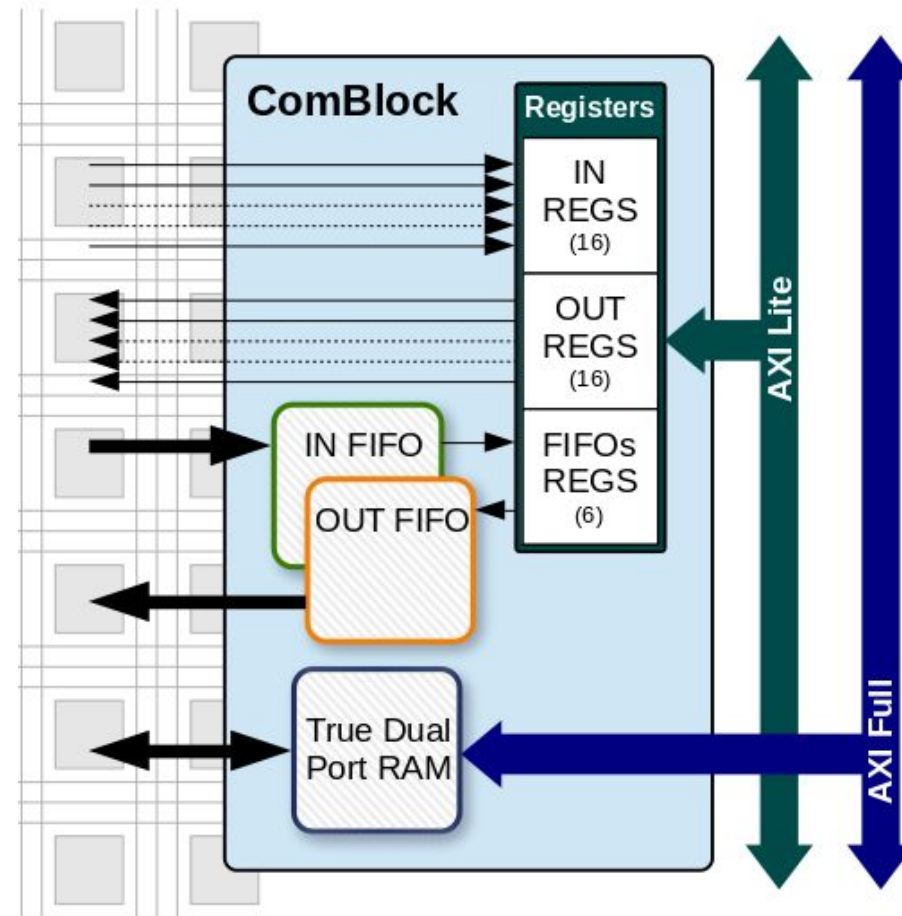 ComBlock
Registers
IN
REGS
(16)
OUT
REGS
(16)
FIFOs
REGS
(6)
IN FIFO
OUT FIFO
True Dual
Port RAM
AXI Lite
AXI Full